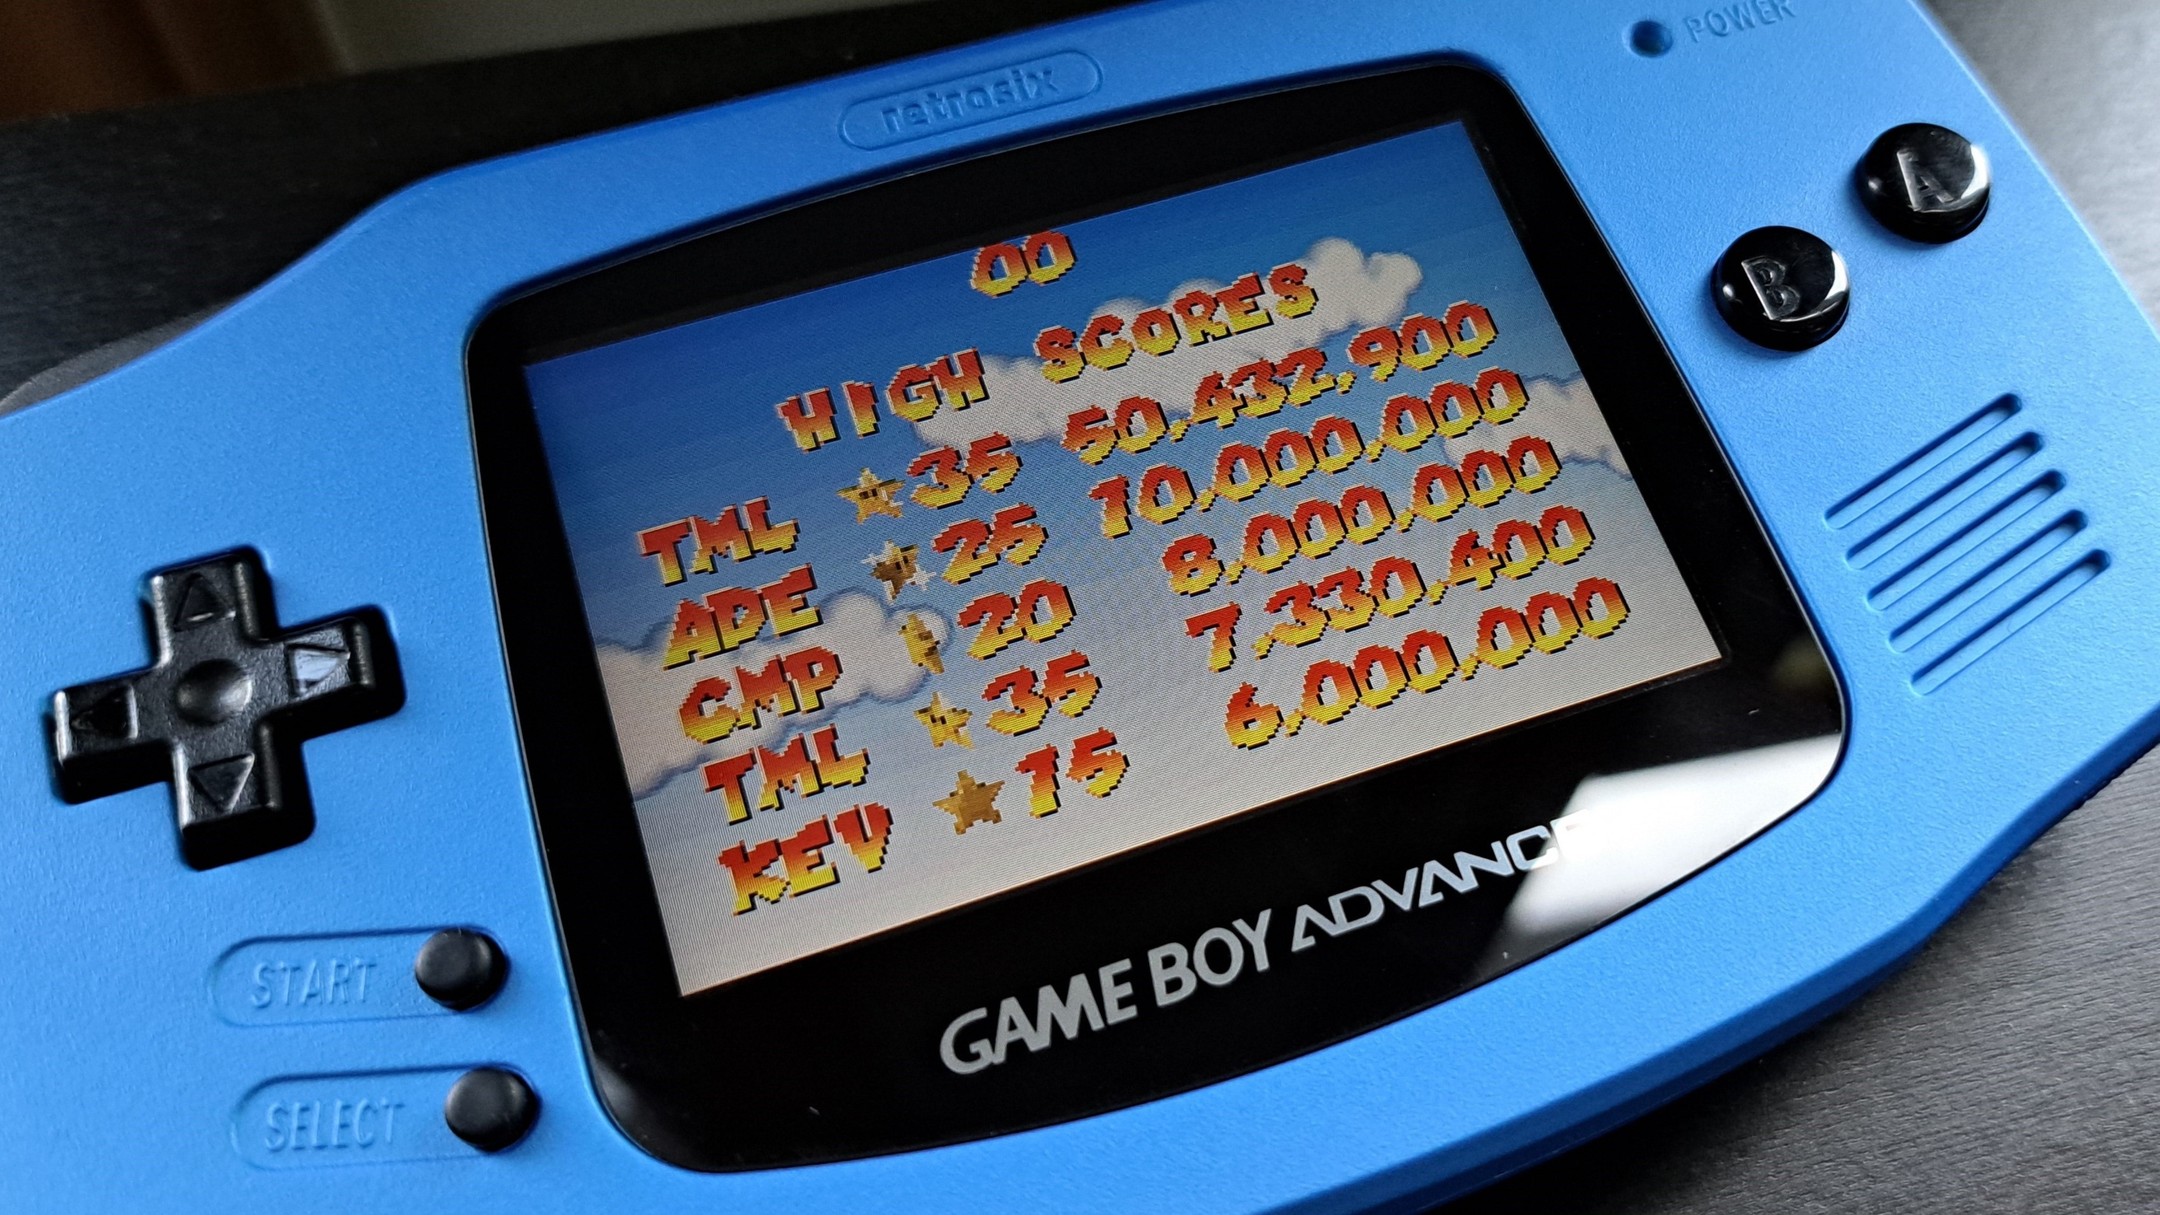 retrosix
POWER
A
B
00
HIGH SCORES
TML 35 50,432,900
ADE 25 10,000,000
CMP 20 8,000,000
TML 35 7,330,400
KEV 15 6,000,000
GAME BOY ADVANCE
START
SELECT